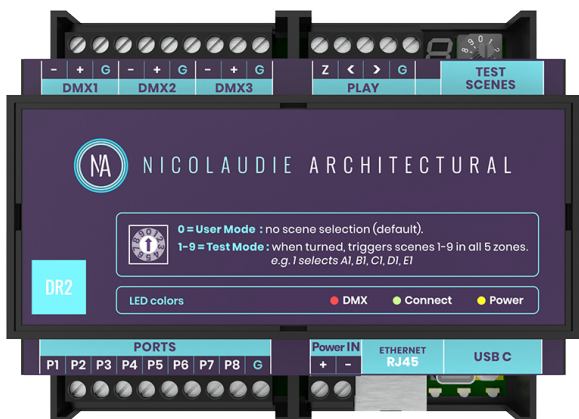 - + G - + G - + G Z < > G
DMX1 DMX2 DMX3 PLAY
TEST
SCENES
NA NICOLAUDIE ARCHITECTURAL
0 = User Mode : no scene selection (default).
1-9 = Test Mode : when turned, triggers scenes 1-9 in all 5 zones.
e.g. 1 selects A1, B1, C1, D1, E1
DR2
LED colors DMX Connect Power
PORTS
P1 P2 P3 P4 P5 P6 P7 P8 G
Power IN
+ -
ETHERNET
RJ45
USB C